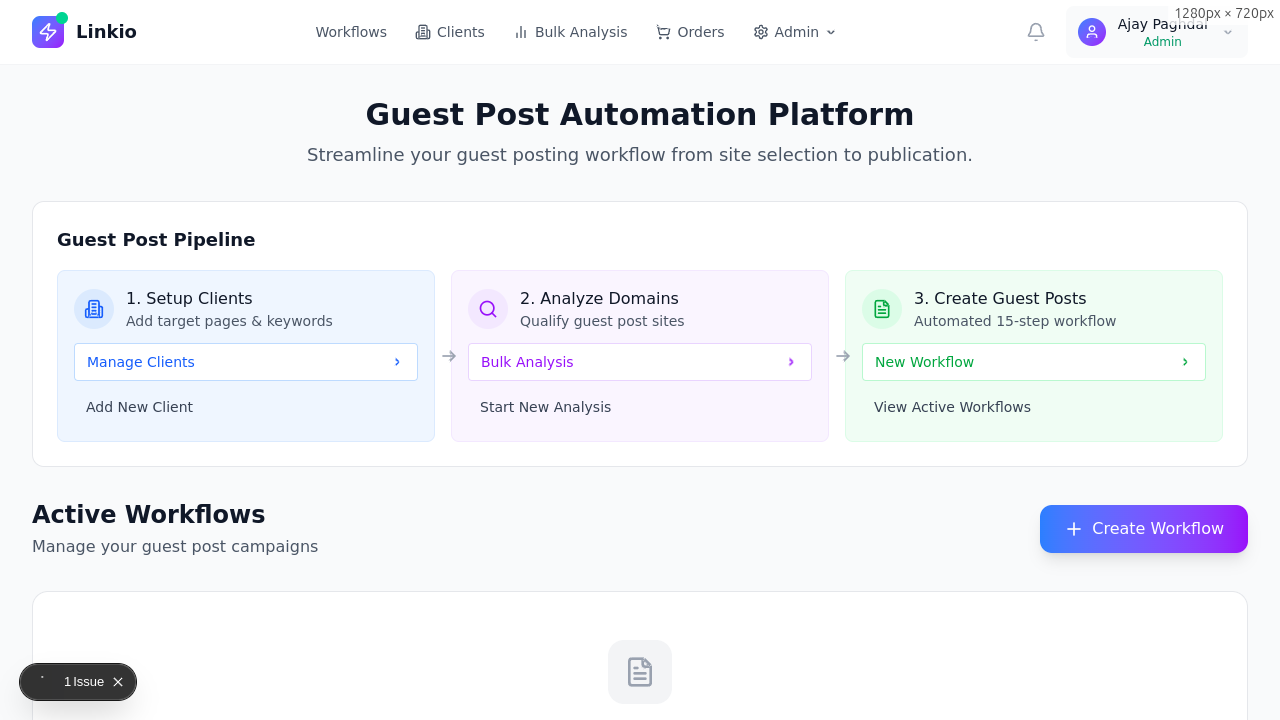 Linkio
Workflows
Clients
Bulk Analysis
Orders
Admin
1280px × 720px
Ajay Paghdar
Admin
Guest Post Automation Platform
Streamline your guest posting workflow from site selection to publication.
Guest Post Pipeline
1. Setup Clients
Add target pages & keywords
Manage Clients
Add New Client
2. Analyze Domains
Qualify guest post sites
Bulk Analysis
Start New Analysis
3. Create Guest Posts
Automated 15-step workflow
New Workflow
View Active Workflows
Active Workflows
Manage your guest post campaigns
Create Workflow
1 Issue